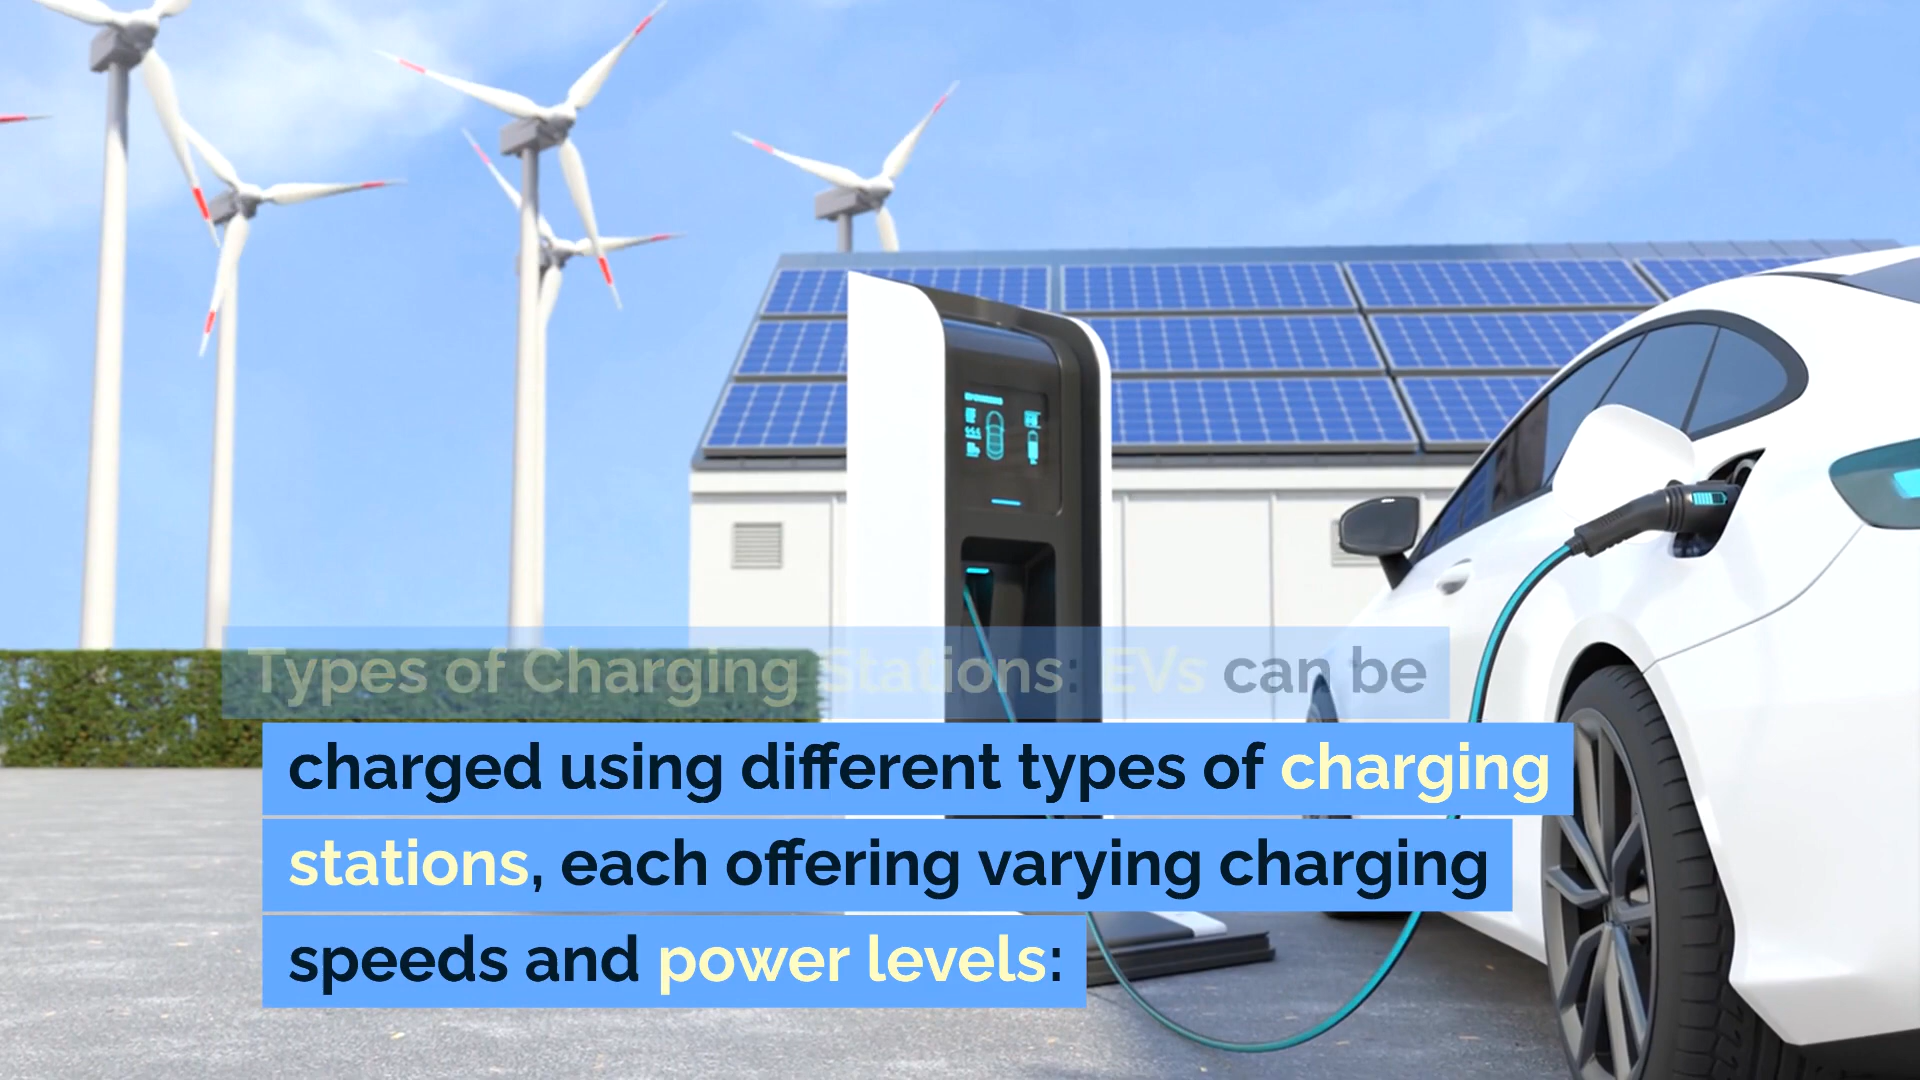 Types of Charging Stations: EVs can be
charged using different types of charging
stations, each offering varying charging
speeds and power levels: